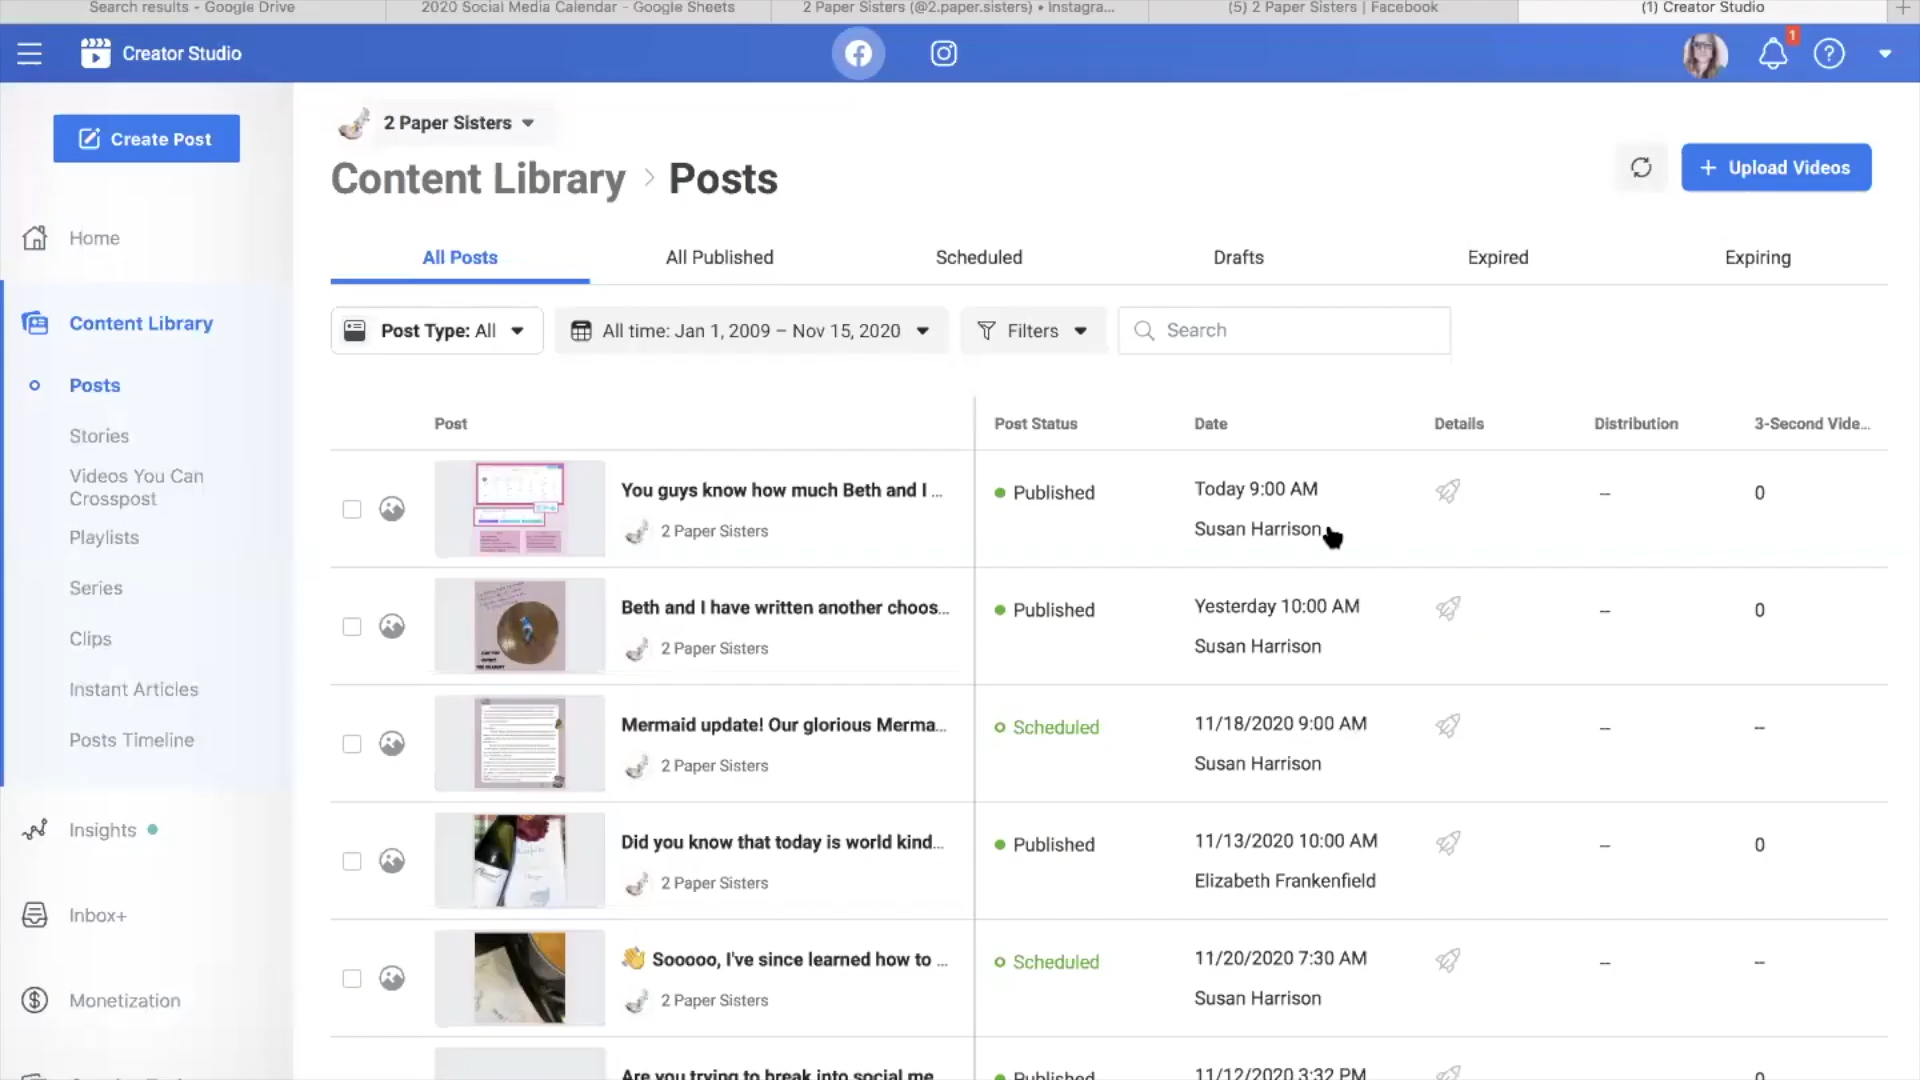 Search results - Google Drive
2020 Social Media Calendar - Google Sheets
2 Paper Sisters (@2.paper.sisters) • Instagra...
(5) 2 Paper Sisters | Facebook
(1) Creator Studio
Creator Studio
1
Create Post
Home
Content Library
Posts
Stories
Videos You Can
Crosspost
Playlists
Series
Clips
Instant Articles
Posts Timeline
Insights
Inbox+
Monetization
2 Paper Sisters
Content Library > Posts
Upload Videos
All Posts
All Published
Scheduled
Drafts
Expired
Expiring
Post Type: All
All time: Jan 1, 2009 – Nov 15, 2020
Filters
Search
Post
Post Status
Date
Details
Distribution
3-Second Vide...
You guys know how much Beth and I ...
2 Paper Sisters
Published
Today 9:00 AM
Susan Harrison
--
0
Beth and I have written another choos...
2 Paper Sisters
Published
Yesterday 10:00 AM
Susan Harrison
--
0
Mermaid update! Our glorious Merma...
2 Paper Sisters
Scheduled
11/18/2020 9:00 AM
Susan Harrison
--
--
Did you know that today is world kind...
2 Paper Sisters
Published
11/13/2020 10:00 AM
Elizabeth Frankenfield
--
0
👋 Sooooo, I've since learned how to ...
2 Paper Sisters
Scheduled
11/20/2020 7:30 AM
Susan Harrison
--
--
Are you trying to break into social me...
Published
11/12/2020 3:32 PM
0